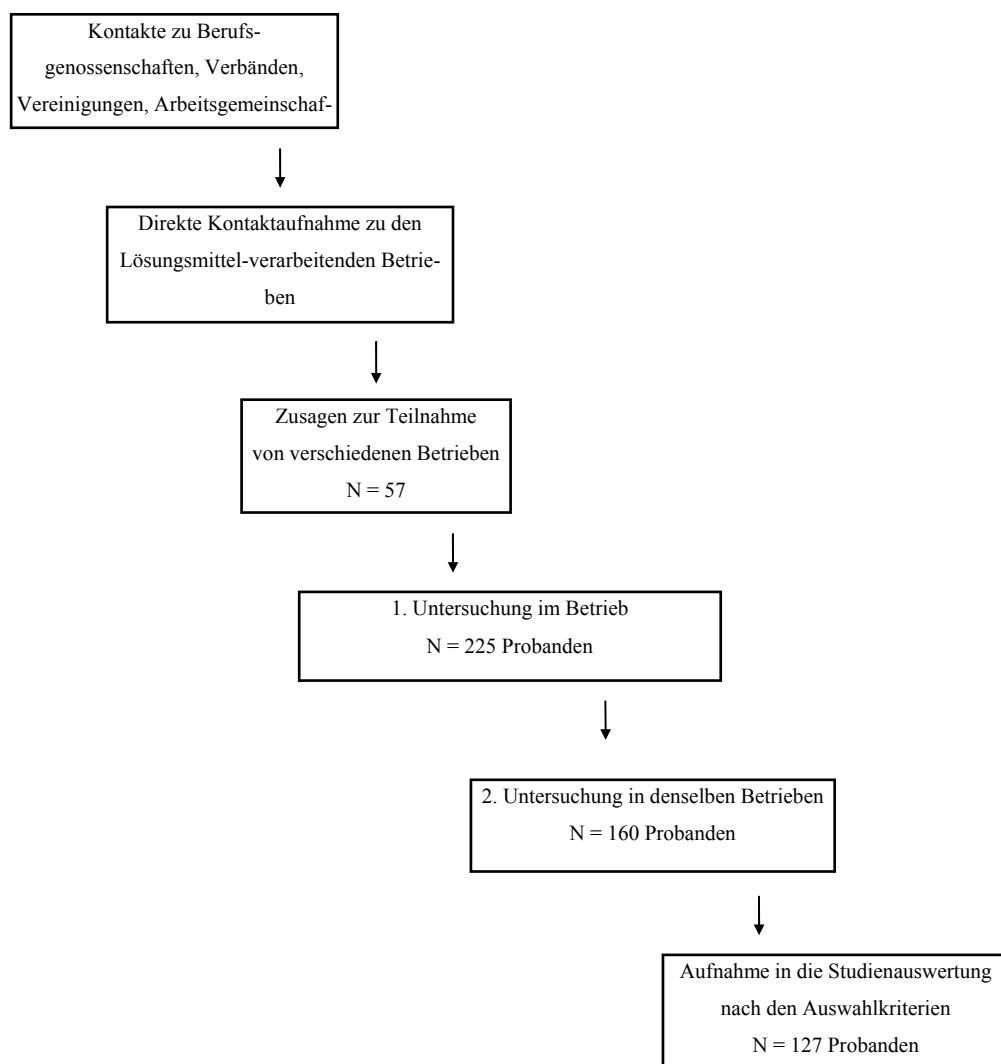 Kontakte zu Berufs-
genossenschaften, Verbänden,
Vereinigungen, Arbeitsgemeinschaf-
Direkte Kontaktaufnahme zu den
Lösungsmittel-verarbeitenden Betrie-
ben
Zusagen zur Teilnahme
von verschiedenen Betrieben
N = 57
1. Untersuchung im Betrieb
N = 225 Probanden
2. Untersuchung in denselben Betrieben
N = 160 Probanden
Aufnahme in die Studienauswertung
nach den Auswahlkriterien
N = 127 Probanden